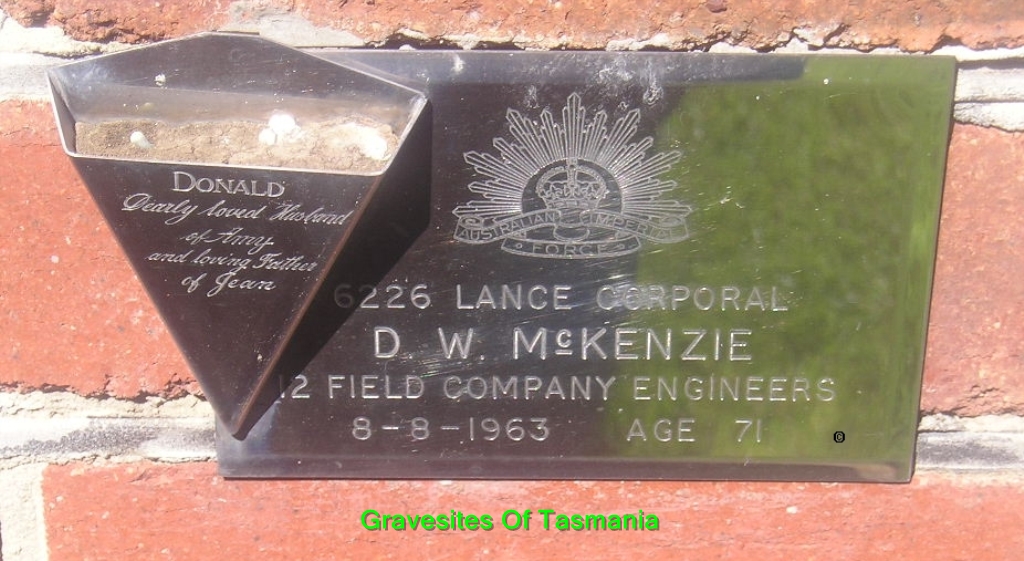 DONALD
Dearly loved Husband
of Amy
and loving Father
of Jean
AUSTRALIAN IMPERIAL
FORCE
6226 LANCE CORPORAL
D. W. McKENZIE
12 FIELD COMPANY ENGINEERS
8-8-1963 AGE 71
©
Gravesites Of Tasmania